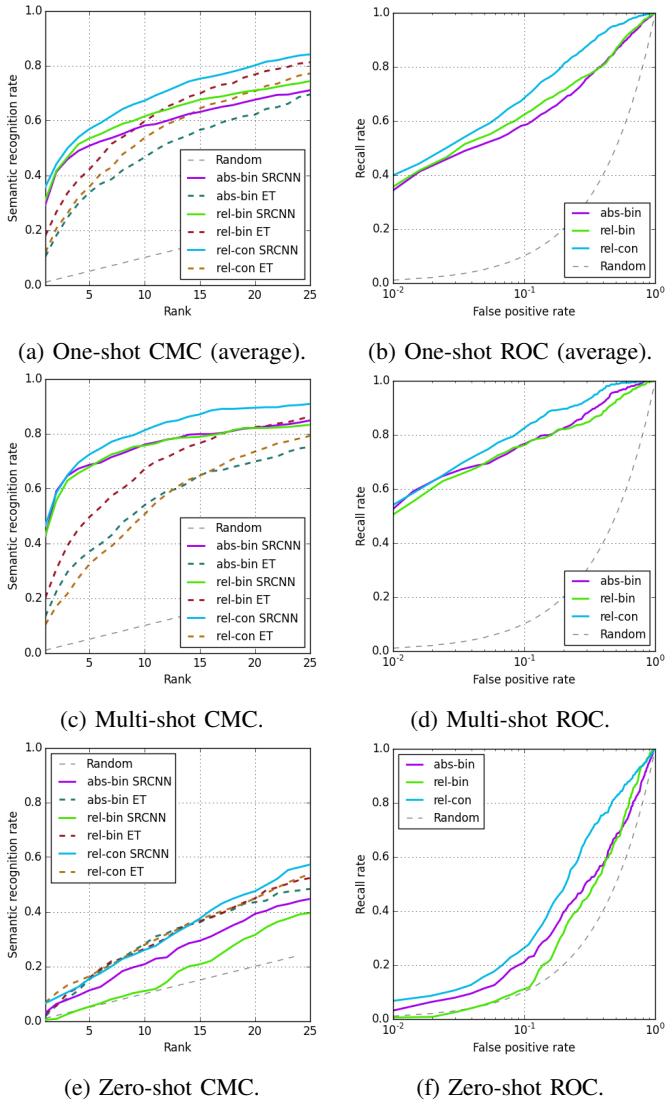 1.0
0.8
0.6
0.4
0.2
0.0
Semantic recognition rate
5 10 15 20 25
Rank
Random
abs-bin SRCNN
abs-bin ET
rel-bin SRCNN
rel-bin ET
rel-con SRCNN
rel-con ET
(a) One-shot CMC (average).
1.0
0.8
0.6
0.4
0.2
0.0
Recall rate
10-2 10-1 100
False positive rate
abs-bin
rel-bin
rel-con
Random
(b) One-shot ROC (average).
1.0
0.8
0.6
0.4
0.2
0.0
Semantic recognition rate
5 10 15 20 25
Rank
Random
abs-bin SRCNN
abs-bin ET
rel-bin SRCNN
rel-bin ET
rel-con SRCNN
rel-con ET
(c) Multi-shot CMC.
1.0
0.8
0.6
0.4
0.2
0.0
Recall rate
10-2 10-1 100
False positive rate
abs-bin
rel-bin
rel-con
Random
(d) Multi-shot ROC.
1.0
0.8
0.6
0.4
0.2
0.0
Semantic recognition rate
Random
abs-bin SRCNN
abs-bin ET
rel-bin SRCNN
rel-bin ET
rel-con SRCNN
rel-con ET
5 10 15 20 25
Rank
(e) Zero-shot CMC.
1.0
0.8
0.6
0.4
0.2
0.0
Recall rate
abs-bin
rel-bin
rel-con
Random
10-2 10-1 100
False positive rate
(f) Zero-shot ROC.